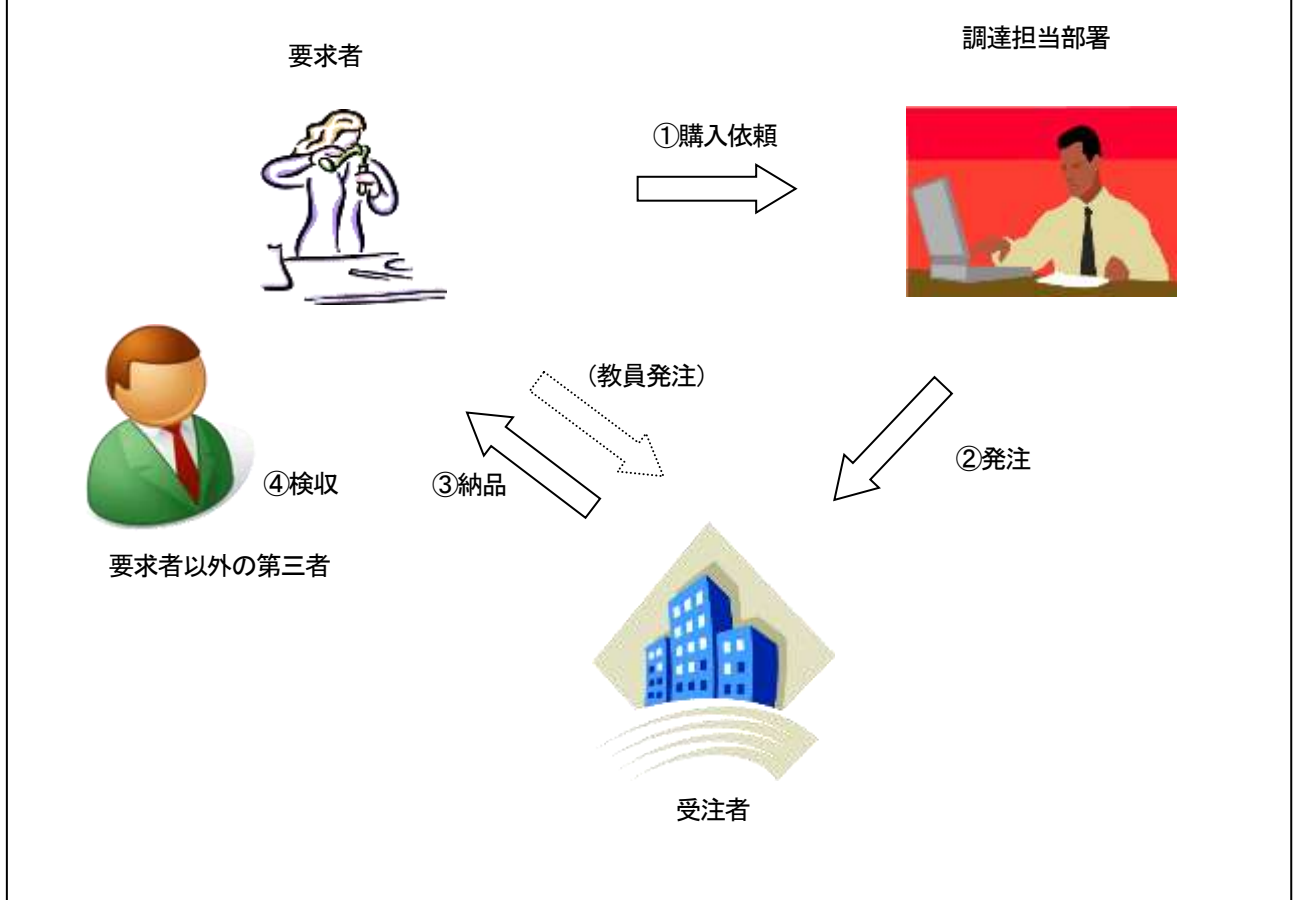 要求者
調達担当部署
①購入依頼
（教員発注）
②発注
③納品
④検収
要求者以外の第三者
受注者